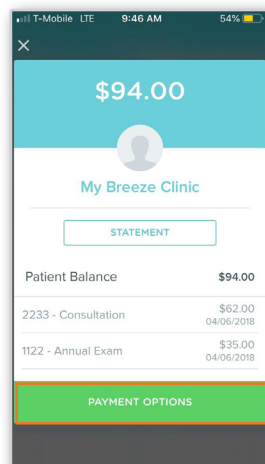 T-Mobile LTE 9:46 AM 54%
$94.00
My Breeze Clinic
STATEMENT
Patient Balance $94.00
2233 - Consultation $62.00
04/06/2018
1122 - Annual Exam $35.00
04/06/2018
PAYMENT OPTIONS